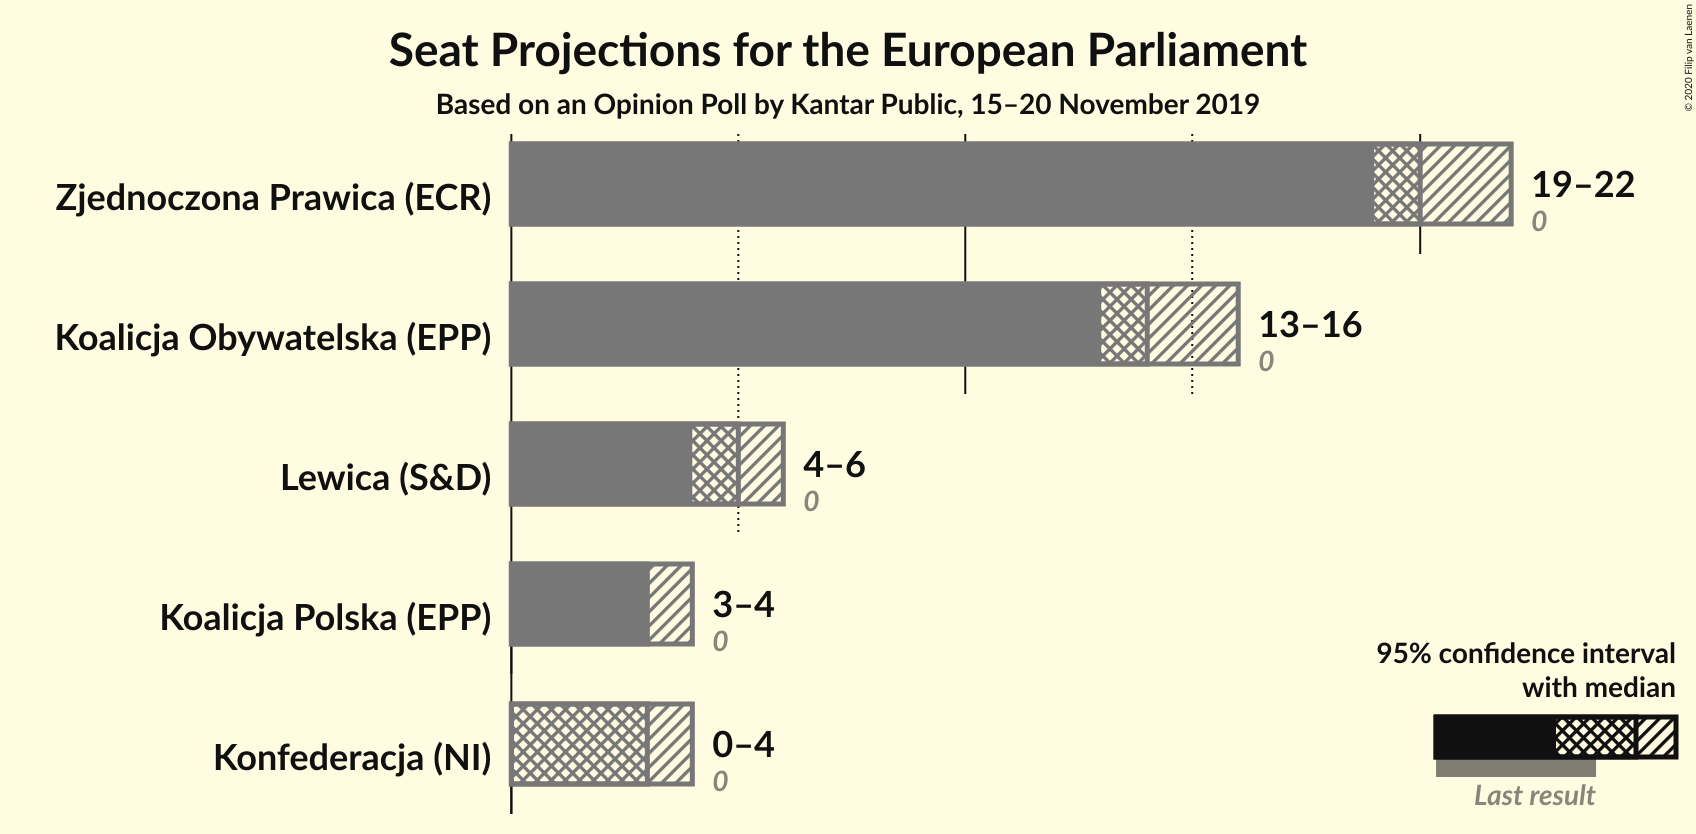 Seat Projections for the European Parliament
Based on an Opinion Poll by Kantar Public, 15–20 November 2019
© 2020 Filip van Laenen
Zjednoczona Prawica (ECR)
19–22
0
Koalicja Obywatelska (EPP)
13–16
0
Lewica (S&D)
4–6
0
Koalicja Polska (EPP)
3–4
0
Konfederacja (NI)
0–4
0
95% confidence interval
with median
Last result